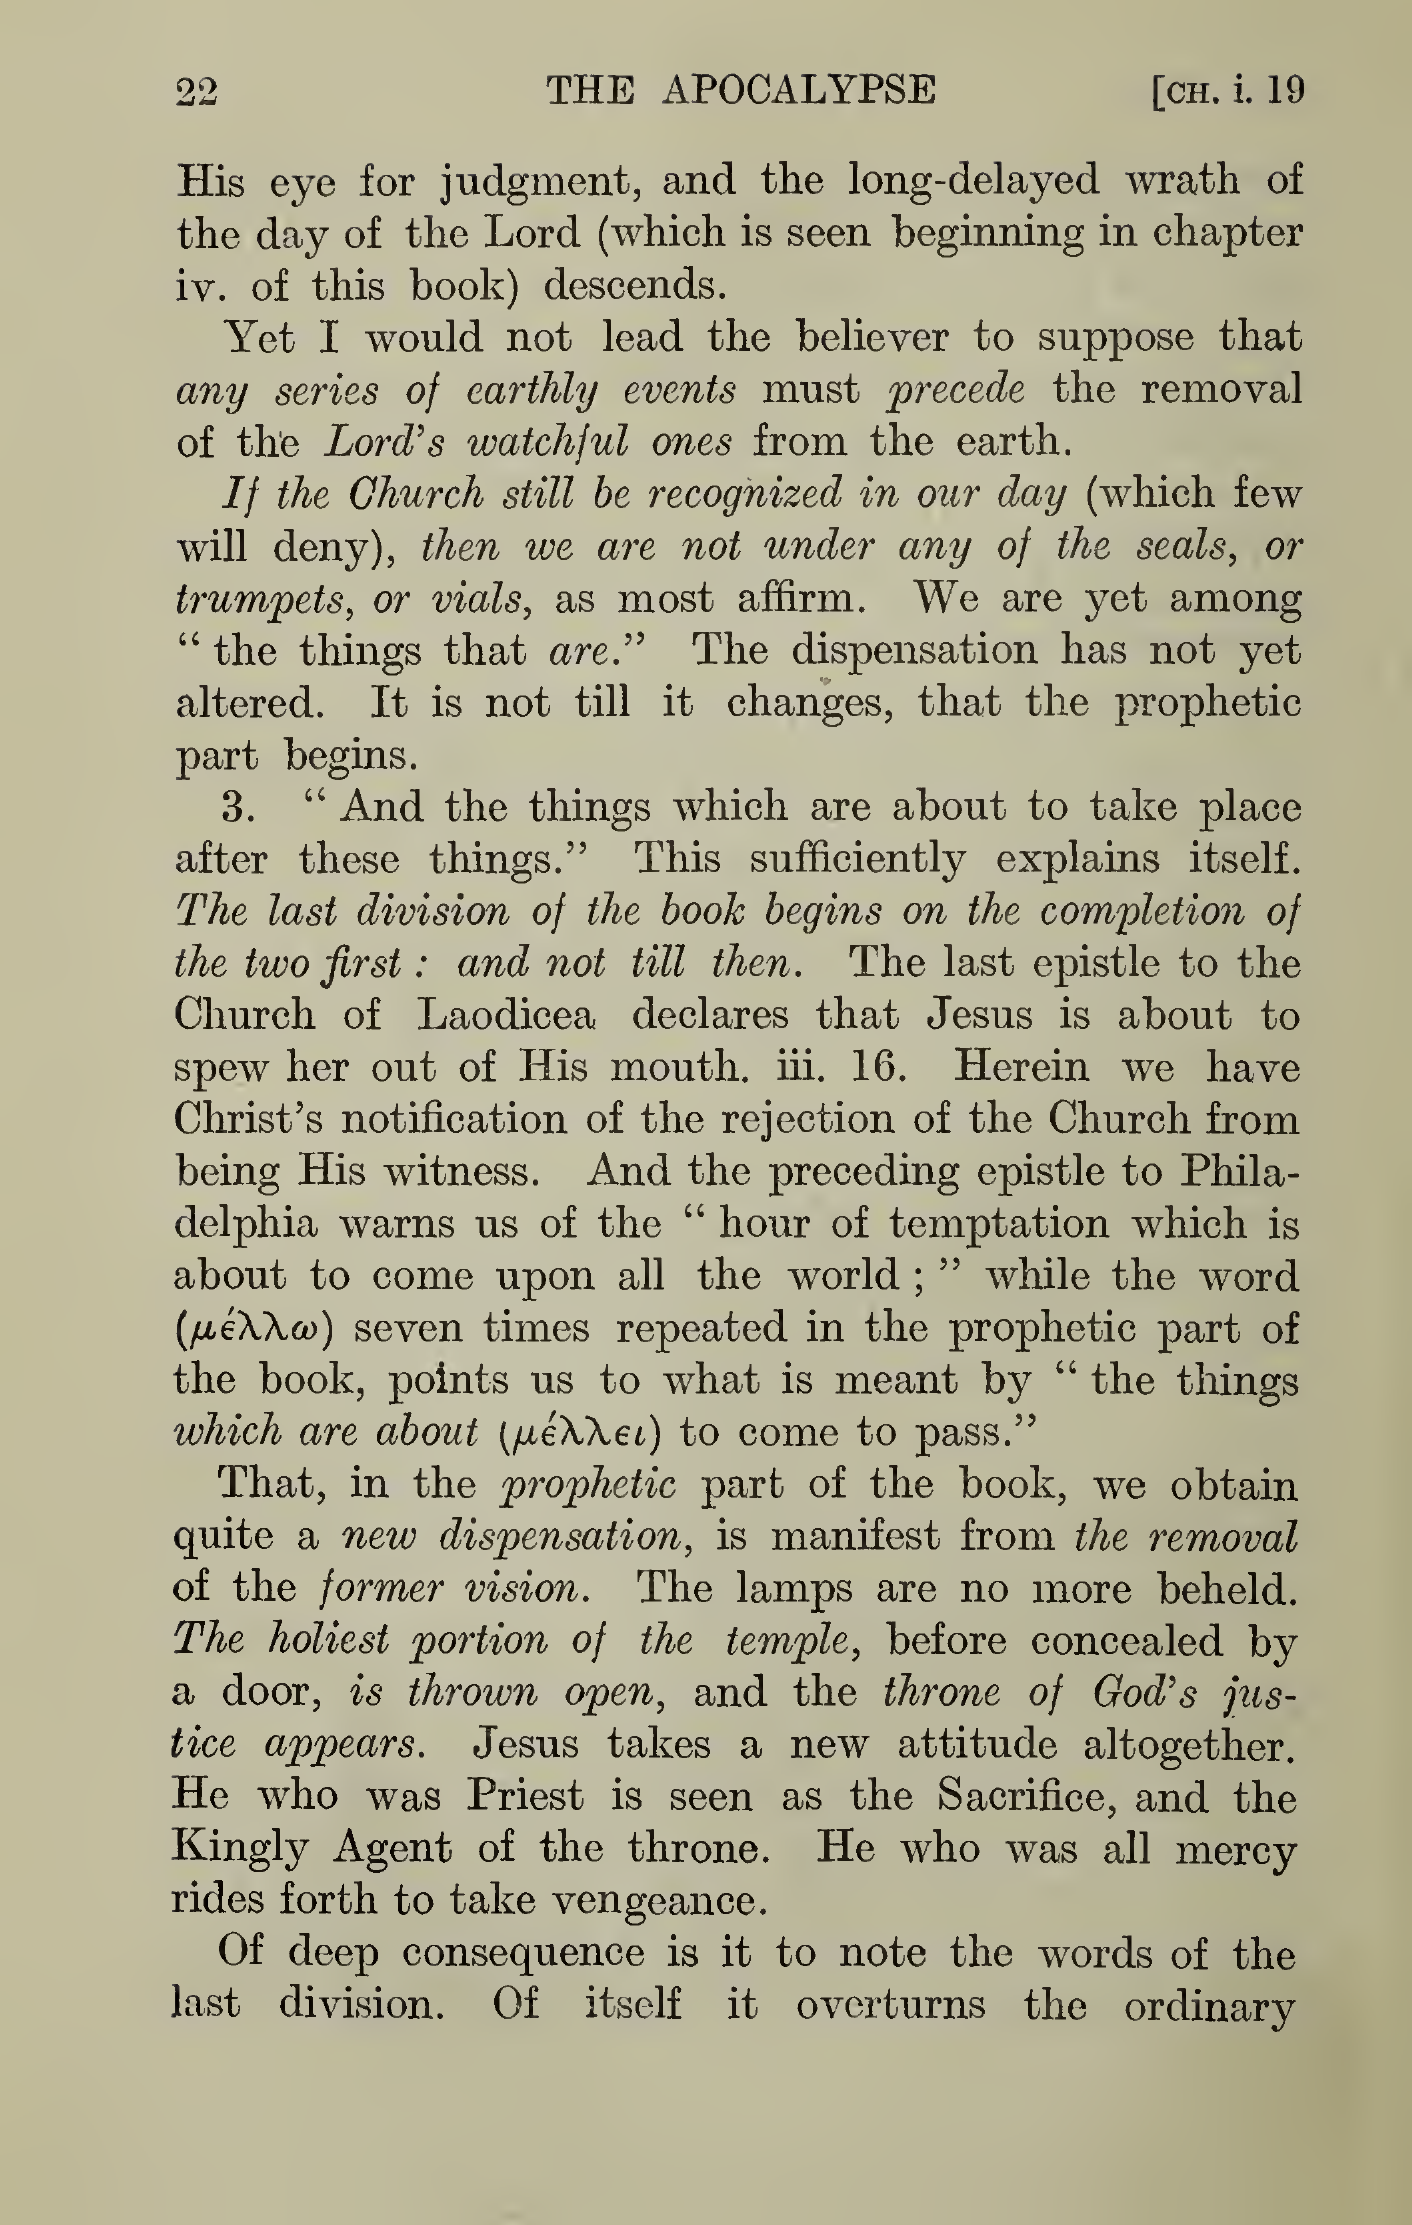 22 THE APOCALYPSE [CH. i. 19
His eye for judgment, and the long-delayed wrath of
the day of the Lord (which is seen beginning in chapter
iv. of this book) descends.
Yet I would not lead the believer to suppose that
any series of earthly events must precede the removal
of the Lord's watchful ones from the earth.
If the Church still be recognized in our day (which few
will deny), then we are not under any of the seals, or
trumpets, or vials, as most affirm. We are yet among
“ the things that are.” The dispensation has not yet
altered. It is not till it changes, that the prophetic
part begins.
3. “ And the things which are about to take place
after these things.” This sufficiently explains itself.
The last division of the book begins on the completion of
the two first : and not till then. The last epistle to the
Church of Laodicea declares that Jesus is about to
spew her out of His mouth. iii. 16. Herein we have
Christ's notification of the rejection of the Church from
being His witness. And the preceding epistle to Phila-
delphia warns us of the “ hour of temptation which is
about to come upon all the world ; ” while the word
(μέλλω) seven times repeated in the prophetic part of
the book, points us to what is meant by “ the things
which are about (μέλλει) to come to pass.”
That, in the prophetic part of the book, we obtain
quite a new dispensation, is manifest from the removal
of the former vision. The lamps are no more beheld.
The holiest portion of the temple, before concealed by
a door, is thrown open, and the throne of God's jus-
tice appears. Jesus takes a new attitude altogether.
He who was Priest is seen as the Sacrifice, and the
Kingly Agent of the throne. He who was all mercy
rides forth to take vengeance.
Of deep consequence is it to note the words of the
last division. Of itself it overturns the ordinary